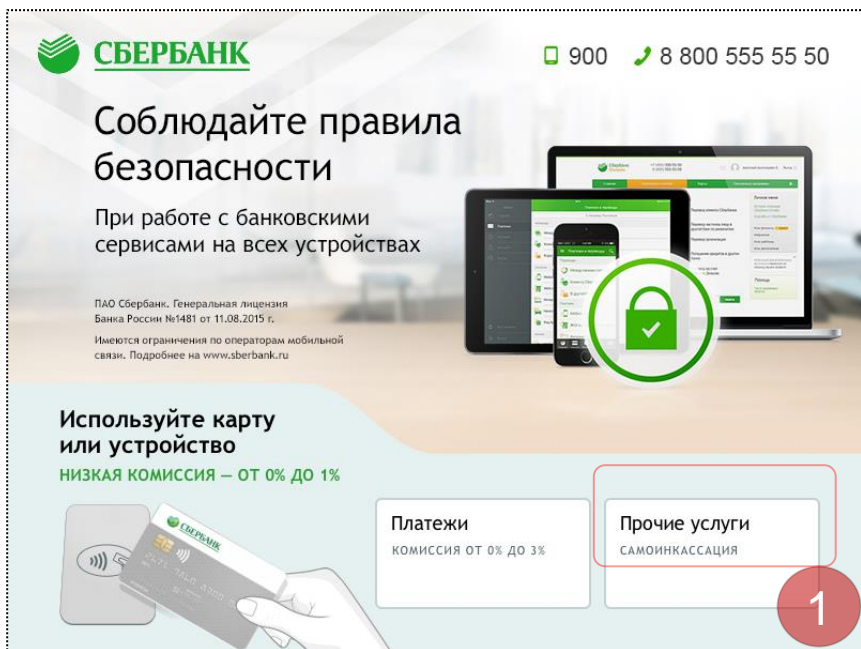 СБЕРБАНК
900
8 800 555 55 50
Соблюдайте правила
безопасности
При работе с банковскими
сервисами на всех устройствах
ПАО Сбербанк. Генеральная лицензия
Банка России №1481 от 11.08.2015 г.
Имеются ограничения по операторам мобильной
связи. Подробнее на www.sberbank.ru
Используйте карту
или устройство
НИЗКАЯ КОМИССИЯ — ОТ 0% ДО 1%
СБЕРБАНК
Платежи
КОМИССИЯ ОТ 0% ДО 3%
Прочие услуги
САМОИНКАССАЦИЯ
1